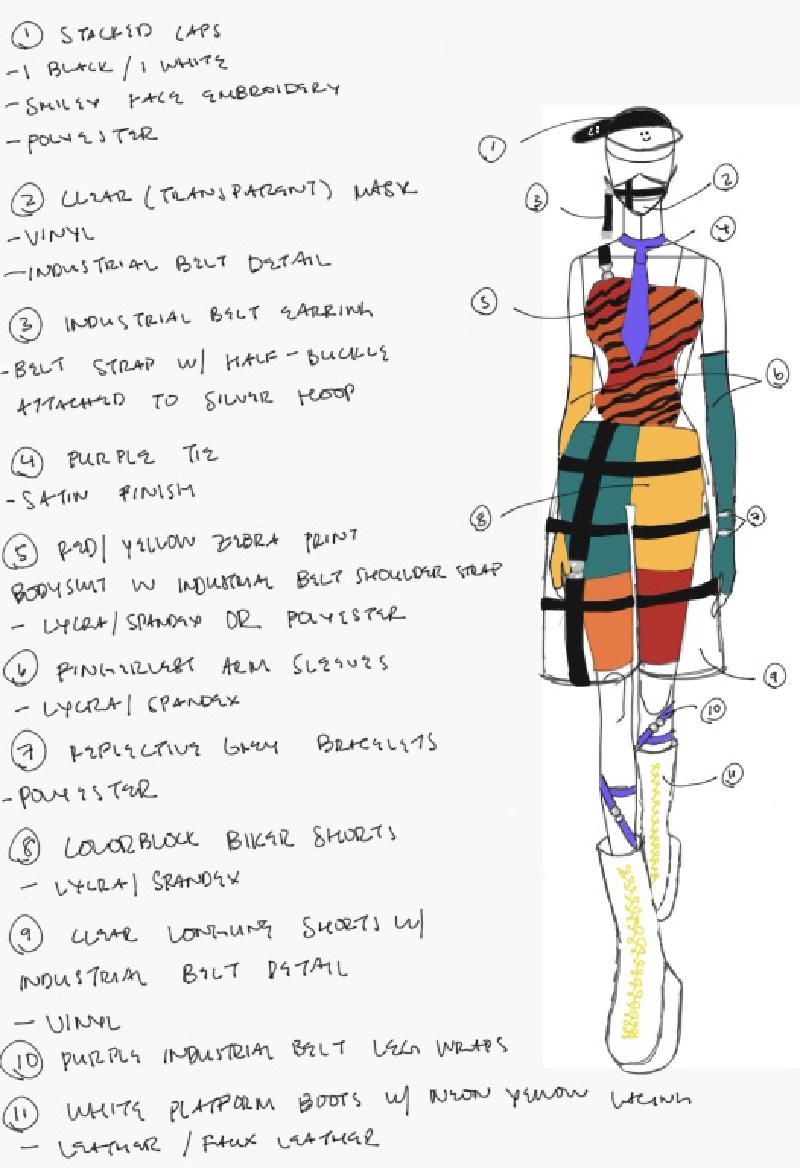 1 STACKED CAPS
-1 BLACK / 1 WHITE
-SMILEY FACE EMBROIDERY
-POLYESTER
2 CLEAR (TRANSPARENT) MASK
-VINYL
-INDUSTRIAL BELT DETAIL
3 INDUSTRIAL BELT EARRING
-BELT STRAP W/ HALF-BUCKLE
ATTACHED TO SILVER HOOP
4 PURPLE TIE
-SATIN FINISH
5 RED/ YELLOW ZEBRA PRINT
BODYSUIT W INDUSTRIAL BELT SHOULDER STRAP
- LYCRA/SPANDEX OR POLYESTER
6 FINGERLESS ARM SLEEVES
- LYCRA/ SPANDEX
7 REFLECTIVE GREY BRACELETS
-POLYESTER
8 COLORBLOCK BIKER SHORTS
- LYCRA/ SPANDEX
9 CLEAR LONGLINE SHORTS W/
INDUSTRIAL BELT DETAIL
- VINYL
10 PURPLE INDUSTRIAL BELT LEG WRAPS
11 WHITE PLATFORM BOOTS W/ NEON YELLOW LACING
- LEATHER / FAUX LEATHER
1
2
3
4
5
6
7
8
9
10
11